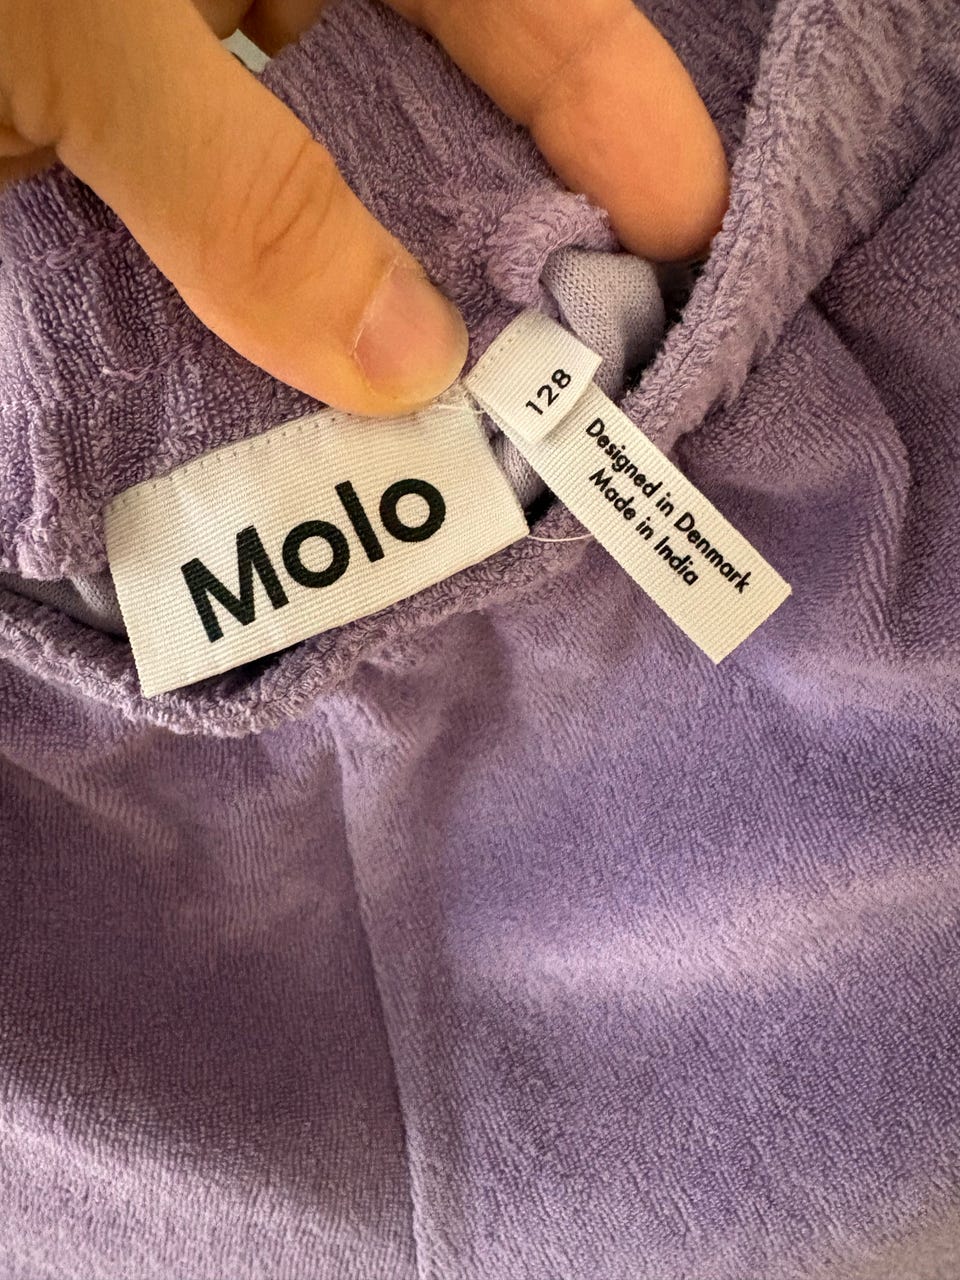 Molo
128
Designed in Denmark
Made in India